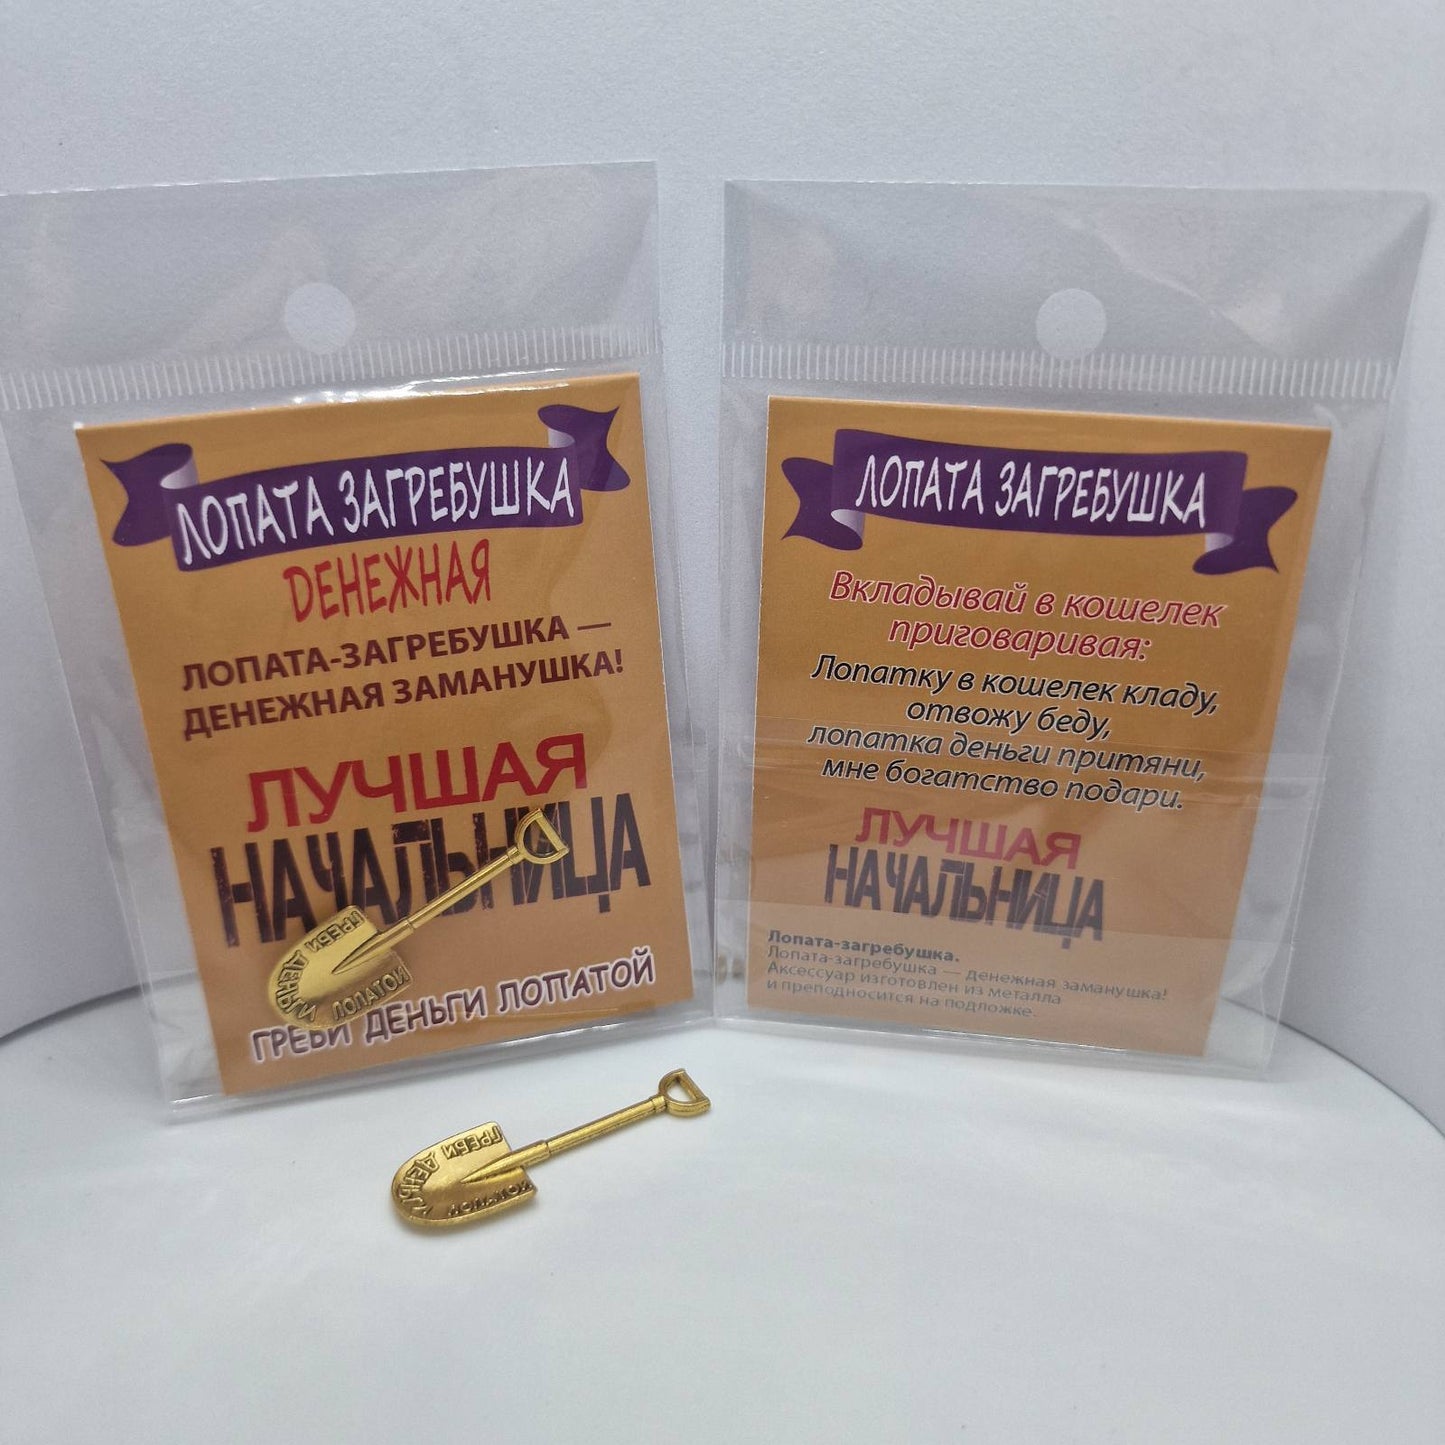 ЛОПАТА ЗАГРЕБУШКА
ДЕНЕЖНАЯ
ЛОПАТА-ЗАГРЕБУШКА —
ДЕНЕЖНАЯ ЗАМАНУШКА!
ЛУЧШАЯ
НАЧАЛЬНИЦА
ГРЕБИ ДЕНЬГИ ЛОПАТОЙ
ГРЕБИ
ДЕНЬГИ
ЛОПАТОЙ
ЛОПАТА ЗАГРЕБУШКА
Вкладывай в кошелек
приговаривая:
Лопатку в кошелек кладу,
отвожу беду,
лопатка деньги притяни,
мне богатство подари.
ЛУЧШАЯ
НАЧАЛЬНИЦА
Лопата-загребушка.
Лопата-загребушка — денежная заманушка!
Аксессуар изготовлен из металла
и преподносится на подложке.
ГРЕБИ
ДЕНЬГИ
ЛОПАТОЙ